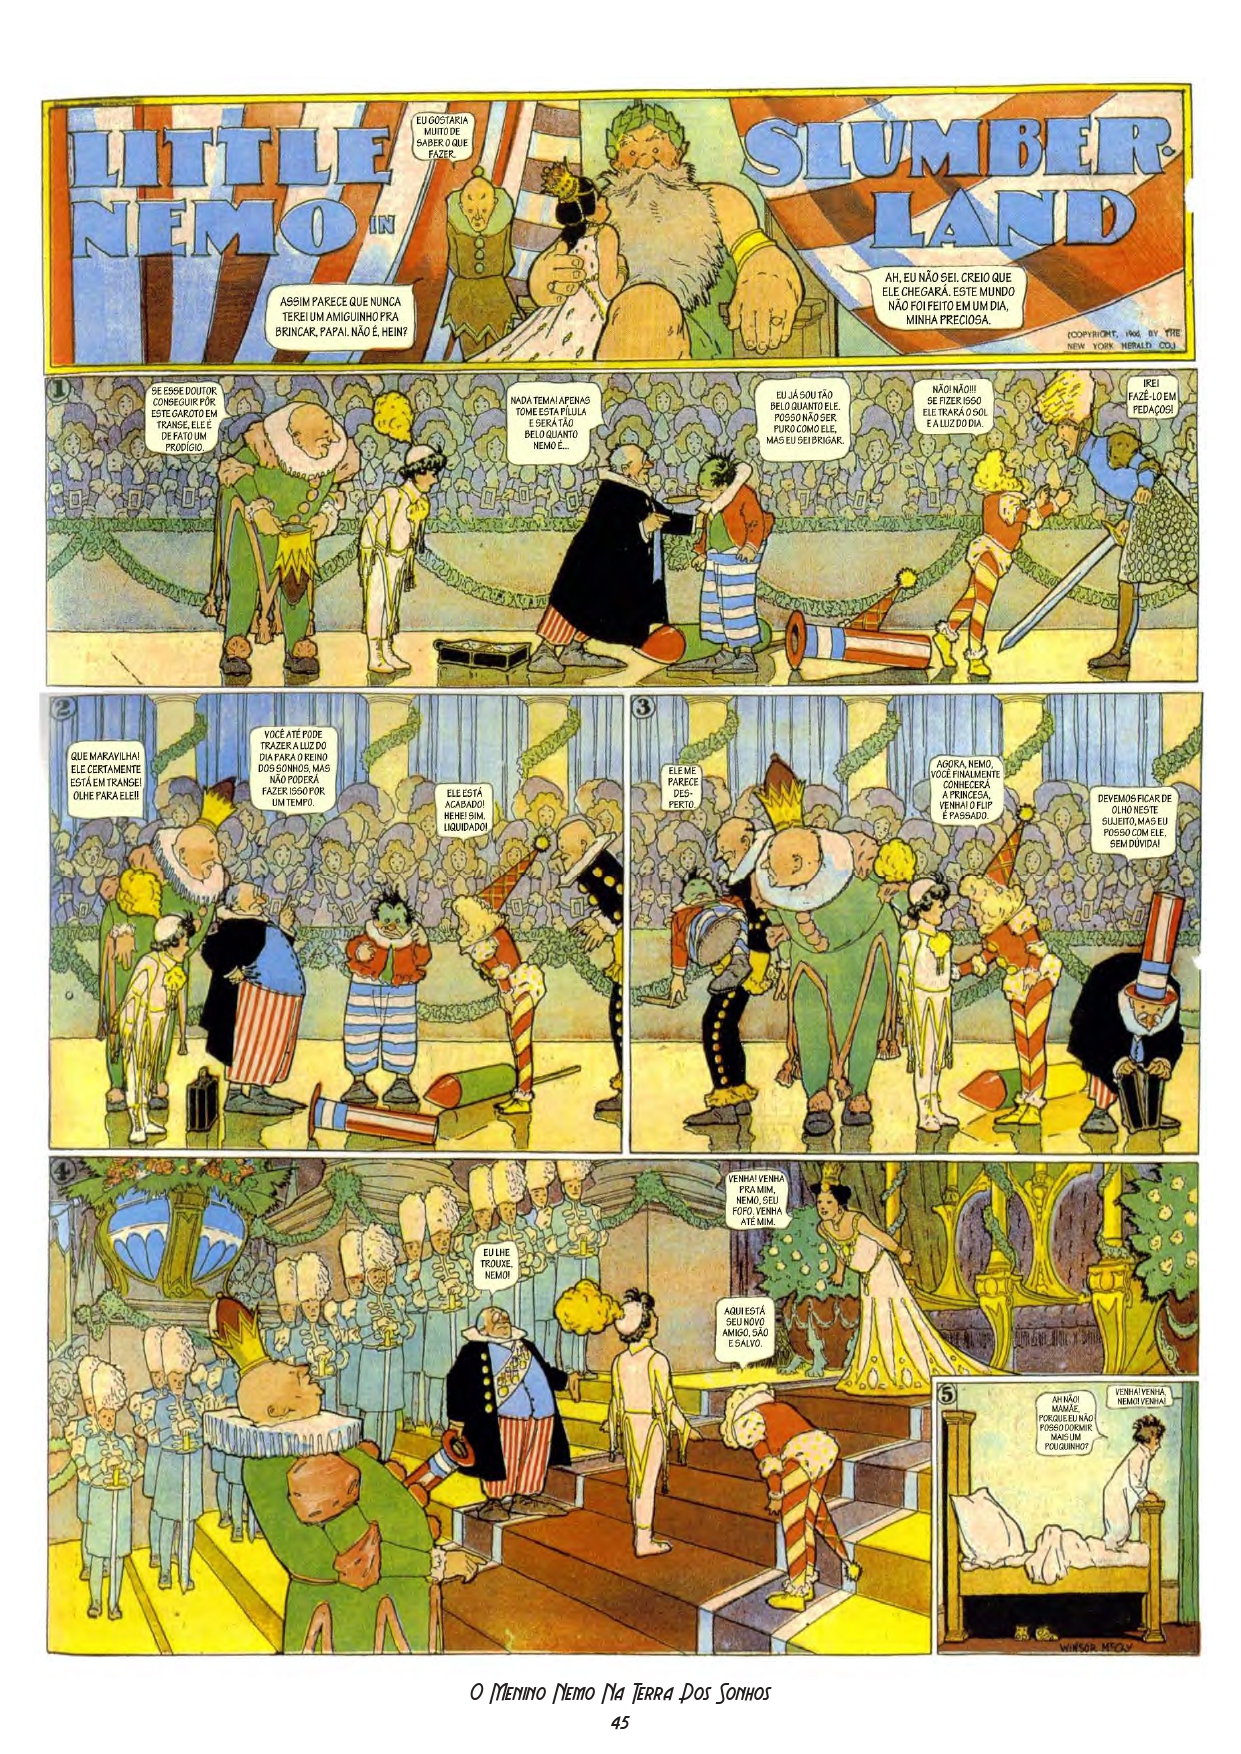 LITTLE
NEMO IN
SLUMBER-
LAND
EU GOSTARIA
MUITO DE
SABER O QUE
FAZER.
ASSIM PARECE QUE NUNCA
TEREI UM AMIGUINHO PRA
BRINCAR, PAPAI. NÃO É, HEIN?
AH, EU NÃO SEI. CREIO QUE
ELE CHEGARÁ. ESTE MUNDO
NÃO FOI FEITO EM UM DIA,
MINHA PRECIOSA.
(COPYRIGHT, 1906, BY THE
NEW YORK HERALD CO.)
1
SE ESSE DOUTOR
CONSEGUIR PÔR
ESTE GAROTO EM
TRANSE, ELE É
DE FATO UM
PRODÍGIO.
NADA TEMA! APENAS
TOME ESTA PÍLULA
E SERÁ TÃO
BELO QUANTO
NEMO É...
EU JÁ SOU TÃO
BELO QUANTO ELE.
POSSO NÃO SER
PURO COMO ELE,
MAS EU SEI BRIGAR.
NÃO! NÃO!!!
SE FIZER ISSO
ELE TRARÁ O SOL
E A LUZ DO DIA.
IREI
FAZÊ-LO EM
PEDAÇOS!
2
QUE MARAVILHA!
ELE CERTAMENTE
ESTÁ EM TRANSE!
OLHE PARA ELE!!
VOCÊ ATÉ PODE
TRAZER A LUZ DO
DIA PARA O REINO
DOS SONHOS, MAS
NÃO PODERÁ
FAZER ISSO POR
UM TEMPO.
ELE ESTÁ
ACABADO!
HEHE! SIM,
LIQUIDADO!
3
ELE ME
PARECE
DES-
PERTO.
AGORA, NEMO,
VOCÊ FINALMENTE
CONHECERÁ
A PRINCESA,
VENHA! O FLIP
É PASSADO.
DEVEMOS FICAR DE
OLHO NESTE
SUJEITO, MAS EU
POSSO COM ELE,
SEM DÚVIDA!
4
EU LHE
TROUXE,
NEMO!
VENHA! VENHA
PRA MIM,
NEMO, SEU
FOFO. VENHA
ATÉ MIM.
AQUI ESTÁ
SEU NOVO
AMIGO, SÃO
E SALVO.
5
AH NÃO!
MAMÃE,
PORQUE EU NÃO
POSSO DORMIR
MAIS UM
POUQUINHO?
VENHA! VENHA,
NEMO! VENHA!
WINSOR McCAY
O MENINO NEMO NA TERRA DOS SONHOS
45